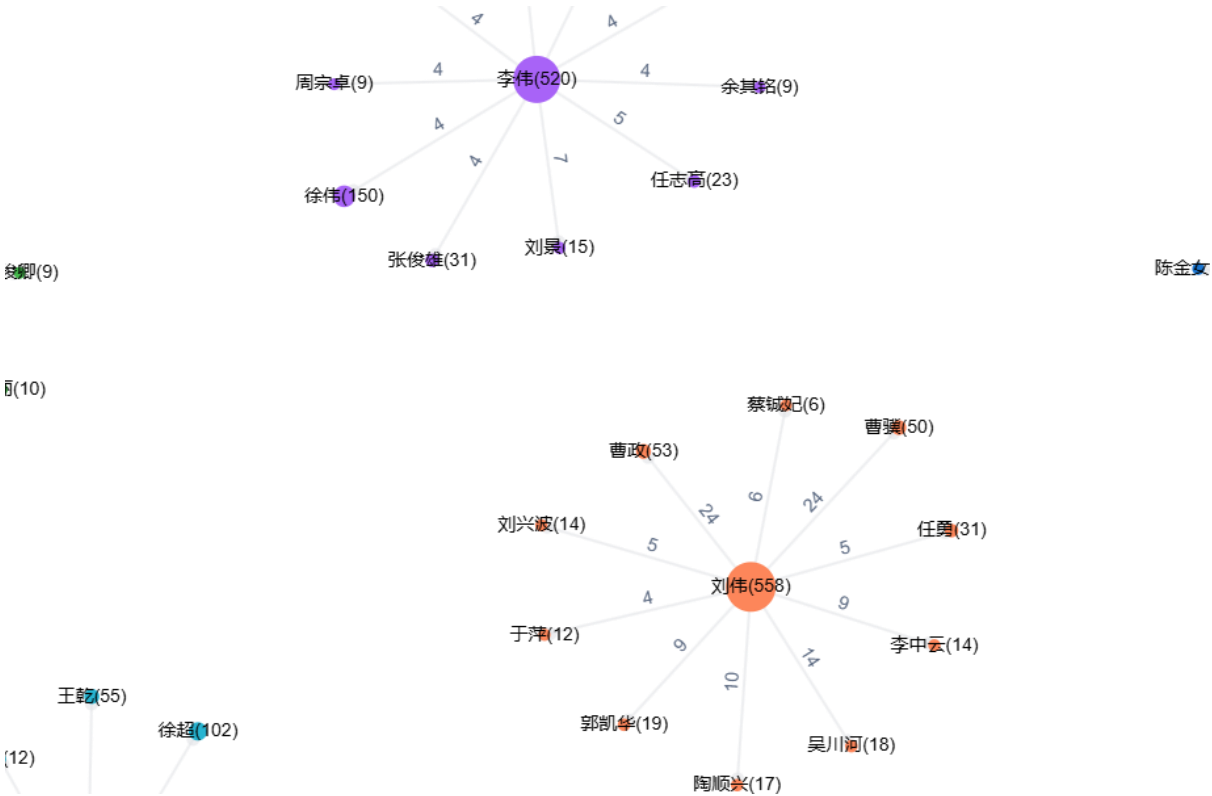 4
4
周宗卓(9)
4
李伟(520)
4
余其铭(9)
4
5
4
7
徐伟(150)
任志高(23)
张俊雄(31)
刘景(15)
俊卿(9)
陈金女
(10)
蔡铖妃(6)
曹骥(50)
曹政(53)
24
6
24
刘兴波(14)
5
5
任勇(31)
刘伟(558)
4
9
于萍(12)
9
14
李中云(14)
10
王乾(55)
徐超(102)
郭凯华(19)
吴川河(18)
(12)
陶顺兴(17)